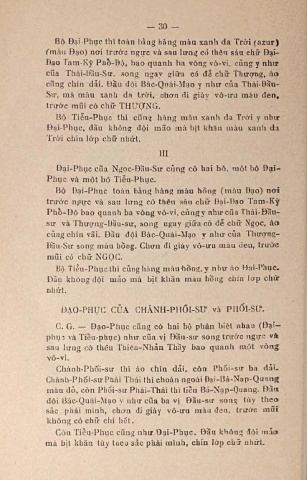 — 30 —
Bộ Đại-Phục thì toàn bằng hàng màu xanh da Trời (azur)
(màu Đạo) nơi trước ngực và sau lưng có thêu sáu chữ Đại-
Đạo Tam-Kỳ Phổ-Độ, bao quanh ba vòng vô-vi, cũng y như
của Thái-Đầu-Sư, song ngay giữa có để chữ Thượng, áo
cũng chín dải. Đầu đội Bác-Quái-Mạo y như của Thái-Đầu-
Sư, mà màu xanh da trời, chơn đi giày vô-ưu màu đen,
trước mũi có chữ THƯỢNG.
Bộ Tiểu-Phục thì cũng hàng màu xanh da Trời y như
Đại-Phục, đầu không đội mão mà bịt khăn màu xanh da
Trời chín lớp chữ nhứt.
III
Đại-Phục của Ngọc-Đầu-Sư cũng có hai bộ, một bộ Đại-
Phục và một bộ Tiểu-Phục.
Bộ Đại-Phục toàn bằng hàng màu hồng (màu Đạo) nơi
trước ngực và sau lưng có thêu sáu chữ Đại-Đạo Tam-Kỳ
Phổ-Độ bao quanh ba vòng vô-vi, cũng y như của Thái-Đầu-
sư và Thượng-Đầu-sư, song ngay giữa có để chữ Ngọc, áo
cũng chín vãi. Đầu đội Bác-Quái-Mạo y như của Thượng-
Đầu-Sư song màu hồng. Chơn đi giày vô-ưu màu đen, trước
mũi có chữ NGỌC.
Bộ Tiểu-Phục thì cũng hàng màu hồng, y như áo Đại-Phục.
Đầu không đội mão mà bịt khăn màu hồng chín lớp chữ
nhứt.
ĐẠO-PHỤC CỦA CHÁNH-PHỐI-SƯ và PHỐI-SƯ.
C. G. — Đạo-Phục cũng có hai bộ phân biệt nhau (Đại-
phục và Tiểu-phục) như của vị Đầu-sư song trước ngực và
sau lưng có thêu Thiên-Nhãn Thầy bao quanh một vòng
vô-vi.
Chánh-Phối-sư thì áo chín dải, còn Phối-sư ba dải.
Chánh-Phối-sư Phái Thái thì choàn ngoài Đại-Bá-Nạp-Quang
màu đỏ, còn Phối-sư Phái-Thái thì tiểu Bá-Nạp-Quang. Đầu
đội Bác-Quái-Mạo y như của ba vị Đầu-sư song tùy theo
sắc phái mình, chơn đi giày vô-ưu màu đen, trước mũi
không có chữ chi hết.
Còn Tiểu-Phục cũng như Đại-Phục. Đầu không đội mão
mà bịt khăn tùy theo sắc phái mình, chín lớp chữ nhứt.